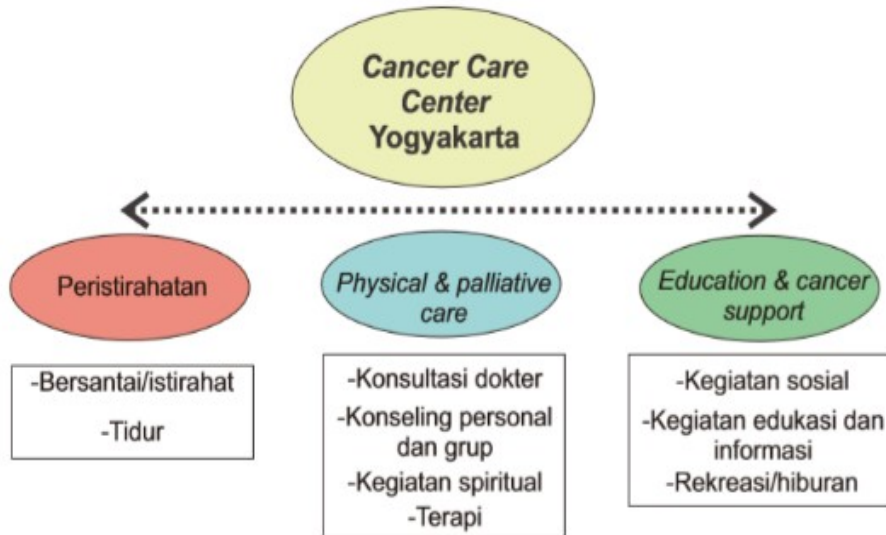 Cancer Care
Center
Yogyakarta
Peristirahatan
Physical & palliative
care
Education & cancer
support
-Bersantai/istirahat
-Tidur
-Konsultasi dokter
-Konseling personal
dan grup
-Kegiatan spiritual
-Terapi
-Kegiatan sosial
-Kegiatan edukasi dan
informasi
-Rekreasi/hiburan